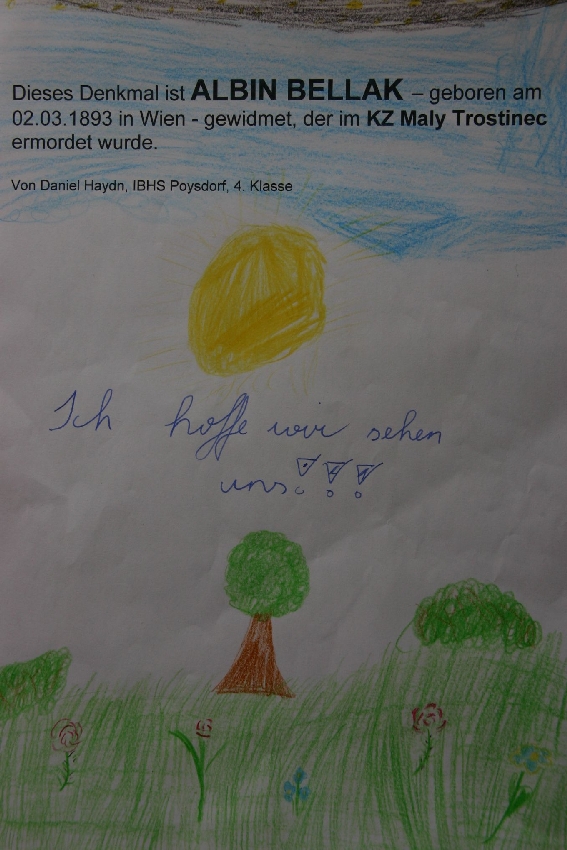 Dieses Denkmal ist ALBIN BELLAK – geboren am
02.03.1893 in Wien - gewidmet, der im KZ Maly Trostinec
ermordet wurde.
Von Daniel Haydn, IBHS Poysdorf, 4. Klasse
Ich hoffe wir sehen
uns!!!